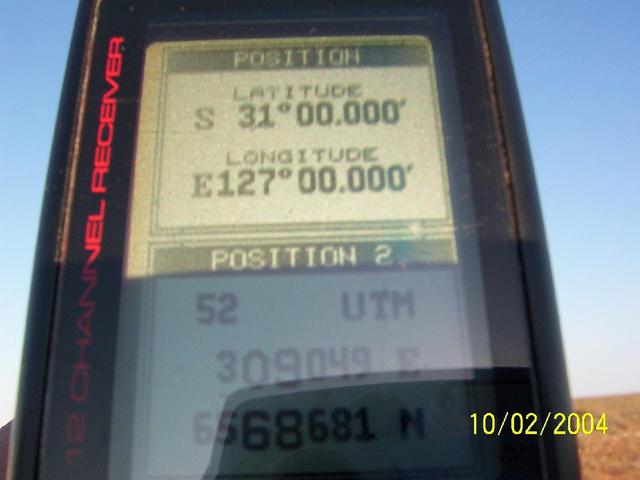 12 CHANNEL RECEIVER
POSITION
LATITUDE
S 31°00.000'
LONGITUDE
E127°00.000'
POSITION 2
52 UTM
309049 E
6568681 N
10/02/2004